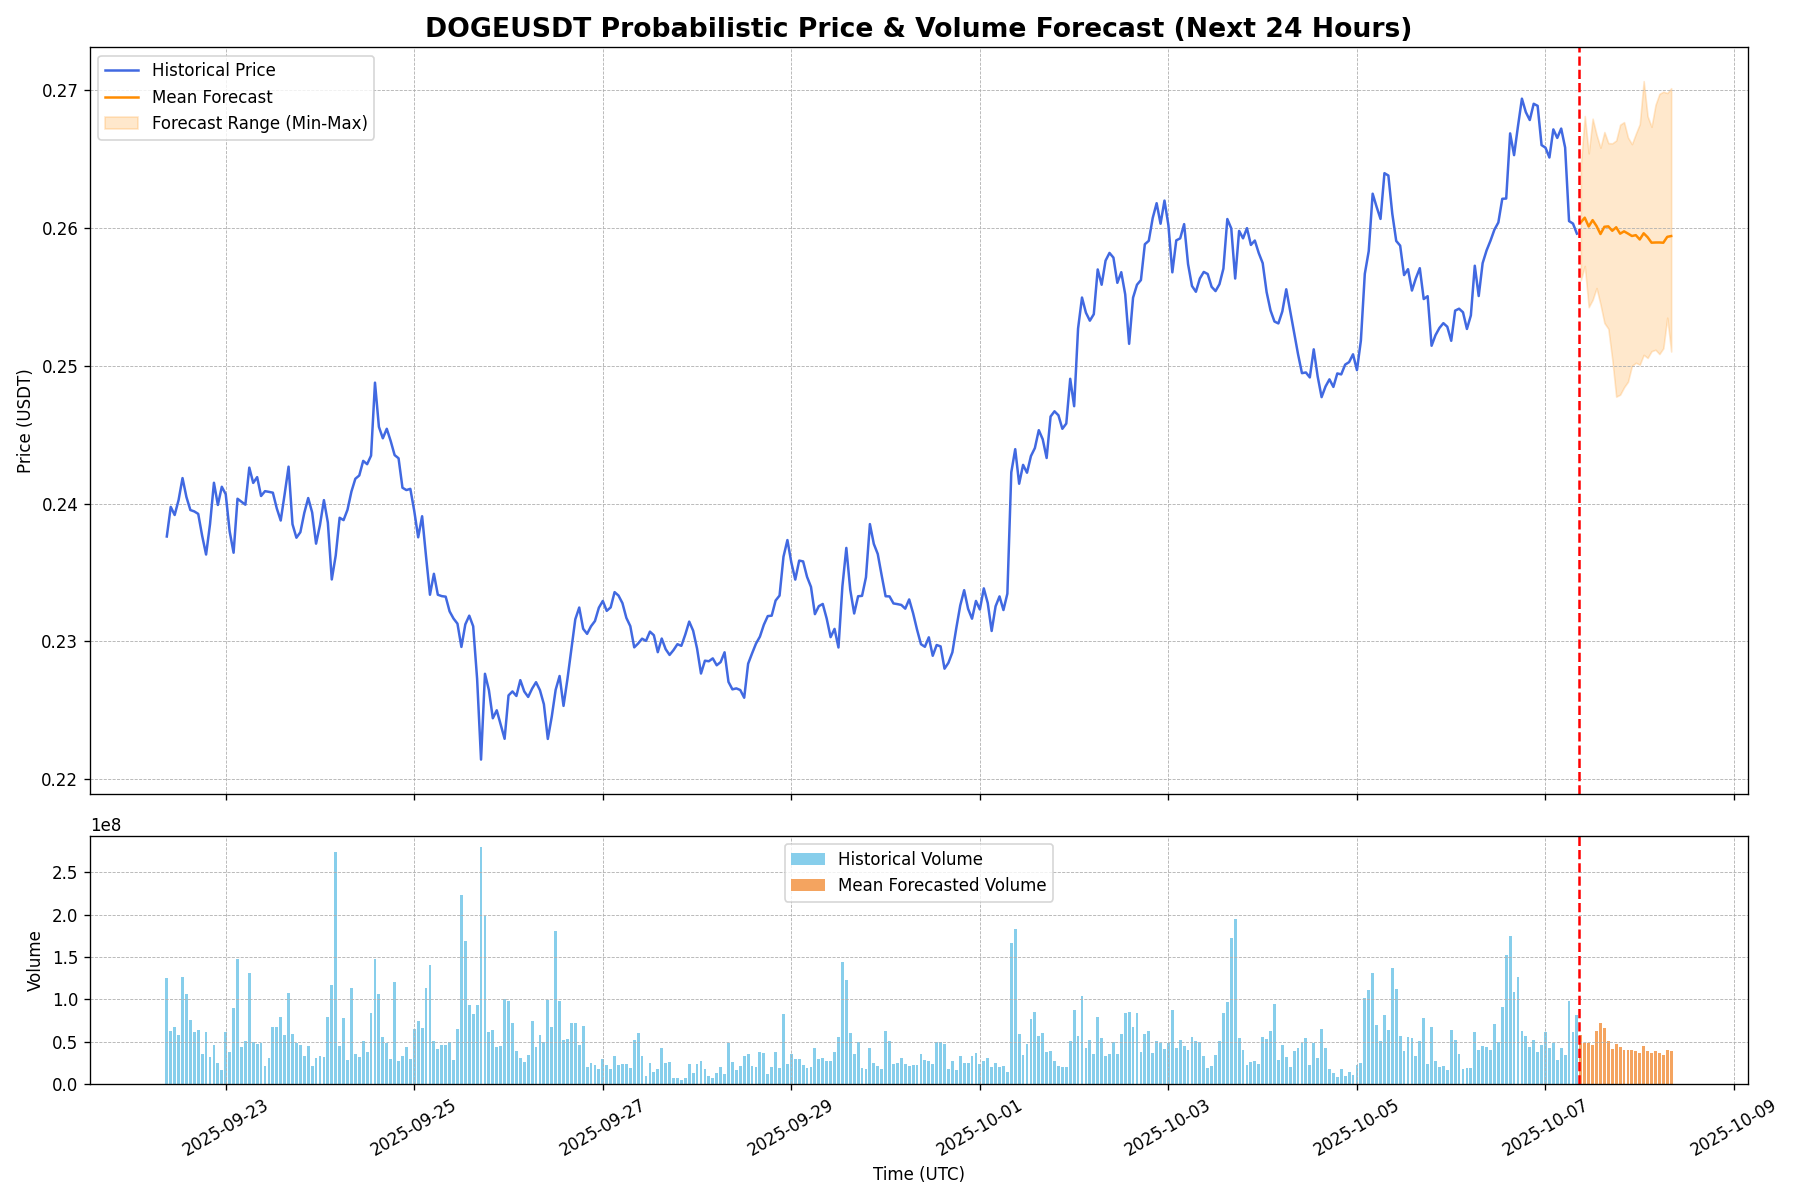 DOGEUSDT Probabilistic Price & Volume Forecast (Next 24 Hours)
Historical Price
Mean Forecast
Forecast Range (Min-Max)
0.27
0.26
0.25
0.24
0.23
0.22
Price (USDT)
1e8
Historical Volume
Mean Forecasted Volume
2.5
2.0
1.5
1.0
0.5
0.0
Volume
2025-09-23
2025-09-25
2025-09-27
2025-09-29
2025-10-01
2025-10-03
2025-10-05
2025-10-07
2025-10-09
Time (UTC)